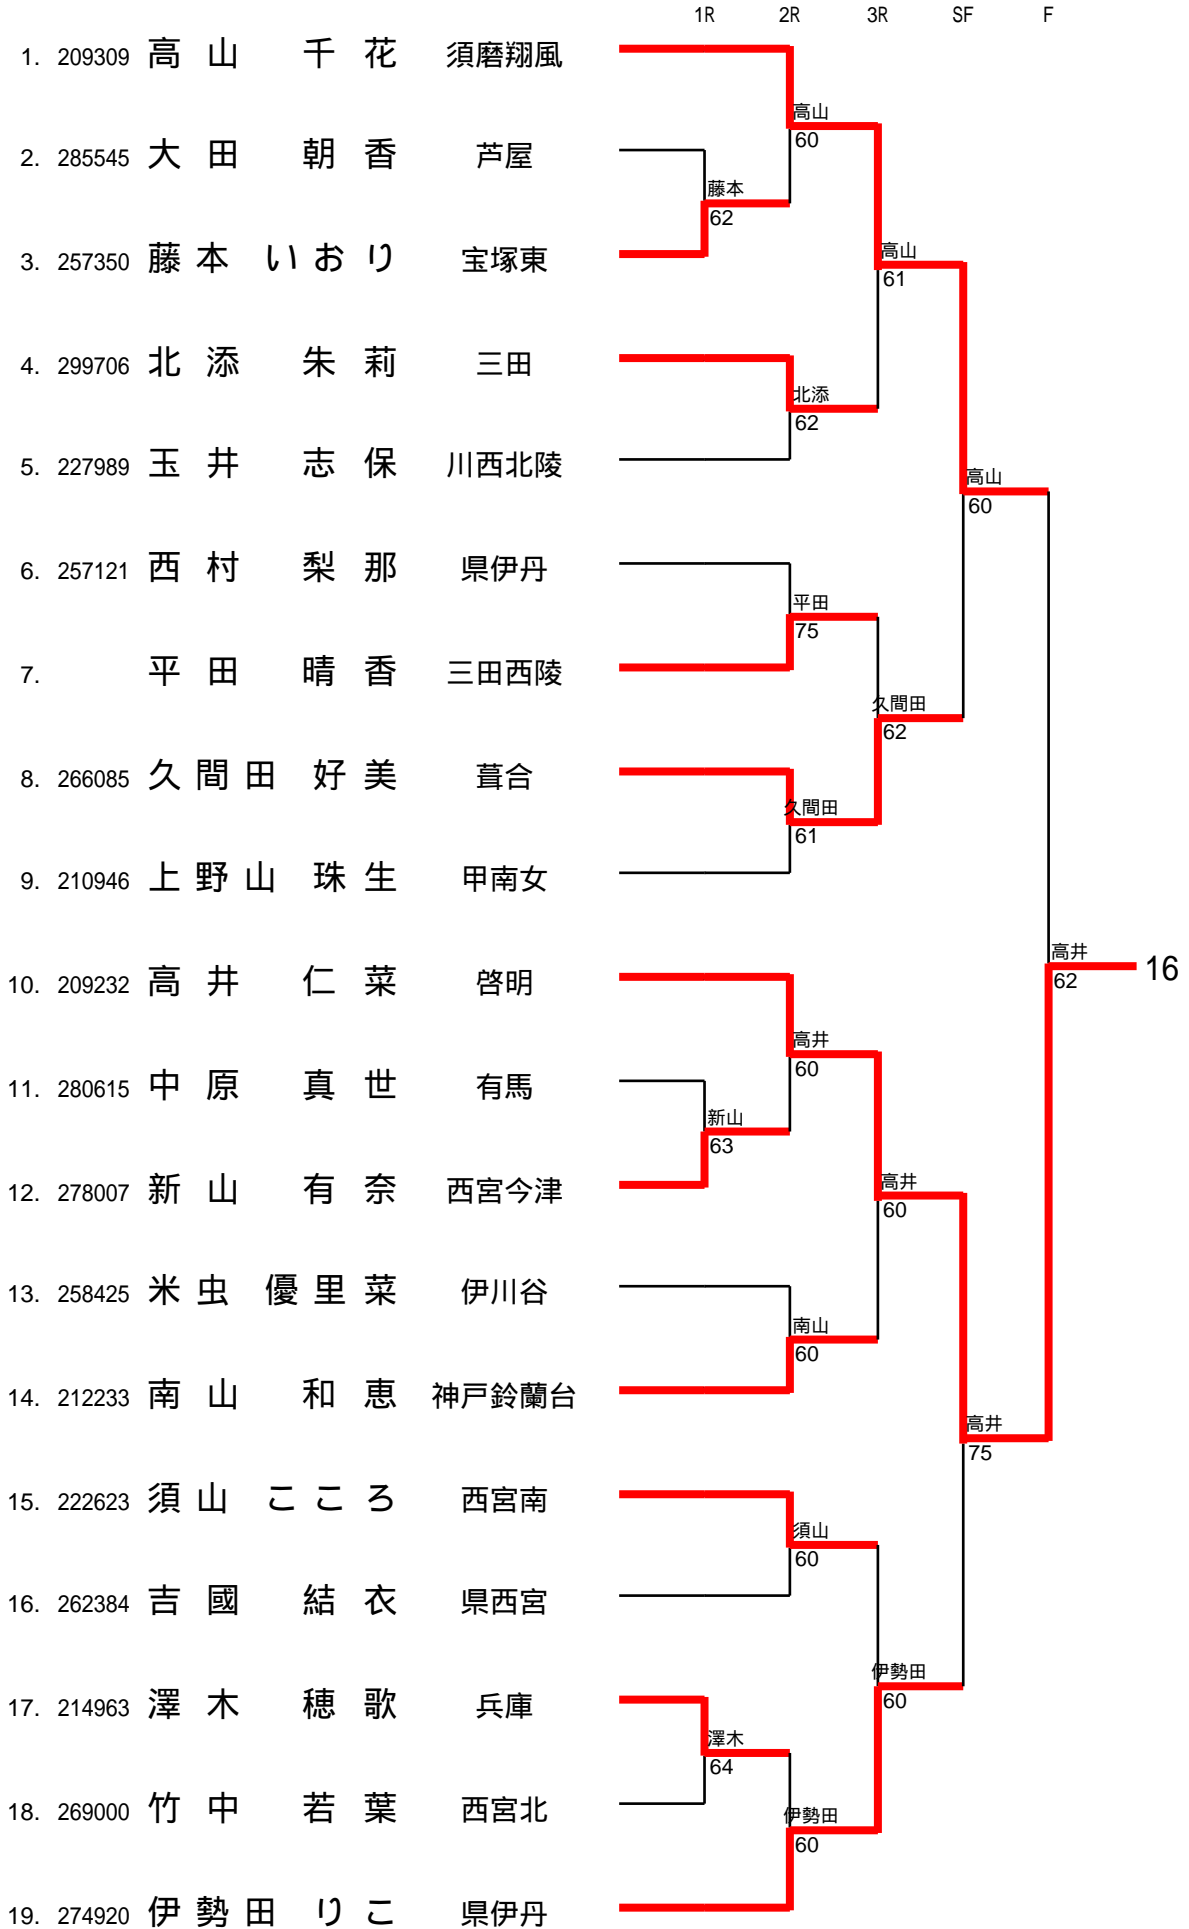 1R 2R 3R SF F
1. 209309 高山 千花 須磨翔風
高山
60
2. 285545 大田 朝香 芦屋
藤本
62
3. 257350 藤本 いおり 宝塚東
高山
61
4. 299706 北添 朱莉 三田
北添
62
5. 227989 玉井 志保 川西北陵
高山
60
6. 257121 西村 梨那 県伊丹
平田
75
7. 平田 晴香 三田西陵
久間田
62
8. 266085 久間田 好美 葺合
久間田
61
9. 210946 上野山 珠生 甲南女
高井
62
16
10. 209232 高井 仁菜 啓明
高井
60
11. 280615 中原 真世 有馬
新山
63
12. 278007 新山 有奈 西宮今津
高井
60
13. 258425 米虫 優里菜 伊川谷
南山
60
14. 212233 南山 和恵 神戸鈴蘭台
高井
75
15. 222623 須山 こころ 西宮南
須山
60
16. 262384 吉國 結衣 県西宮
伊勢田
60
17. 214963 澤木 穂歌 兵庫
澤木
64
18. 269000 竹中 若葉 西宮北
伊勢田
60
19. 274920 伊勢田 りこ 県伊丹